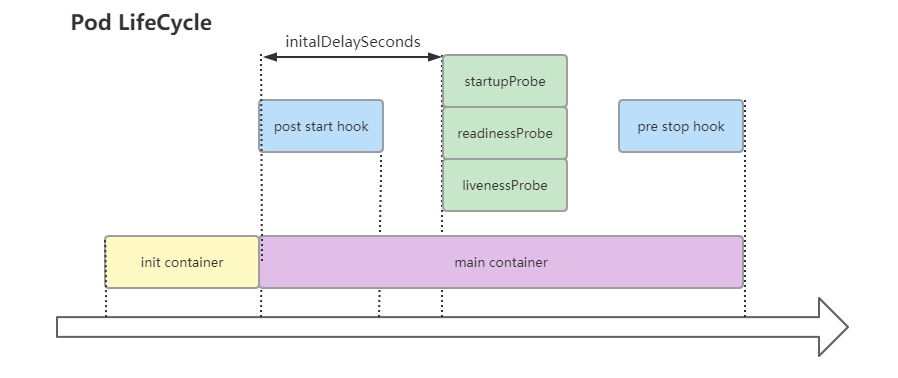 Pod LifeCycle
initalDelaySeconds
startupProbe
post start hook
readinessProbe
pre stop hook
livenessProbe
init container
main container